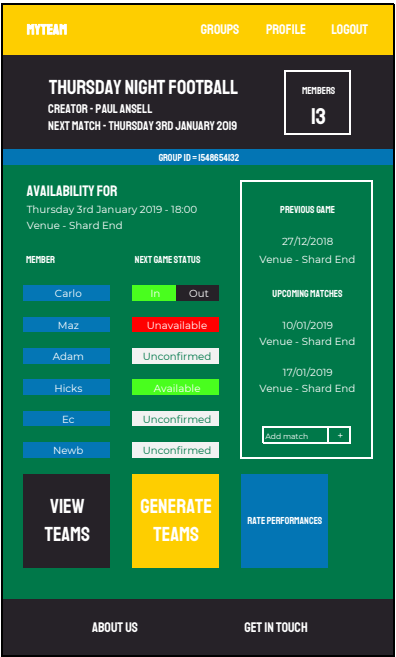 MYTEAM
GROUPS PROFILE LOGOUT
THURSDAY NIGHT FOOTBALL
CREATOR - PAUL ANSELL
NEXT MATCH - THURSDAY 3RD JANUARY 2019
MEMBERS
13
GROUP ID = 1548654132
AVAILABILITY FOR
Thursday 3rd January 2019 - 18:00
Venue - Shard End
MEMBER NEXT GAME STATUS
Carlo In Out
Maz Unavailable
Adam Unconfirmed
Hicks Available
Ec Unconfirmed
Newb Unconfirmed
PREVIOUS GAME
27/12/2018
Venue - Shard End
UPCOMING MATCHES
10/01/2019
Venue - Shard End
17/01/2019
Venue - Shard End
Add match +
VIEW
TEAMS
GENERATE
TEAMS
RATE PERFORMANCES
ABOUT US GET IN TOUCH